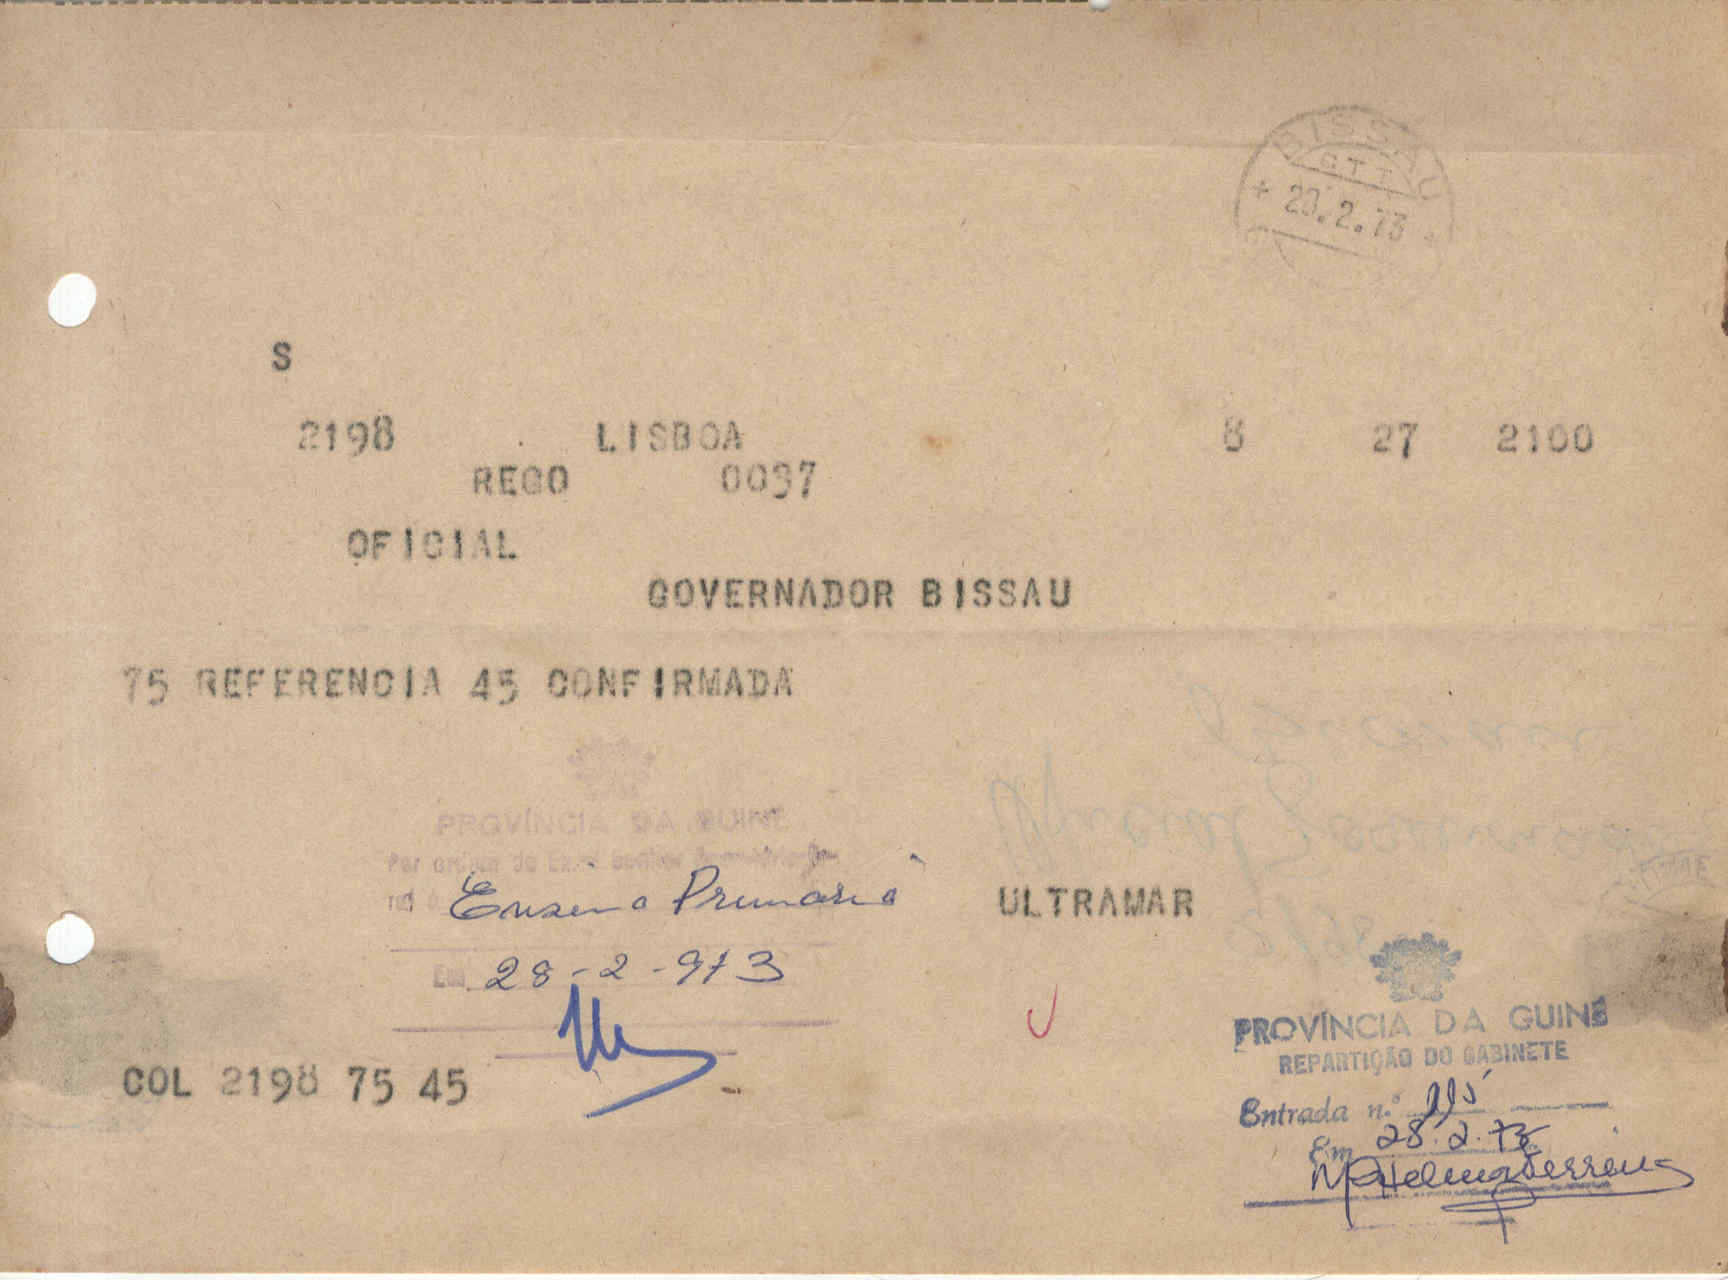 BISSAU
CTT
2.73
S
2198 LISBOA 8 27 2100
REGO 0037
OFICIAL
GOVERNADOR BISSAU
75 REFERENCIA 45 CONFIRMADA
PROVÍNCIA DA GUINÉ
Ensino Primário
ULTRAMAR
Em 28-2-973
COL 2198 75 45
PROVÍNCIA DA GUINÉ
REPARTIÇÃO DO GABINETE
Entrada n.º
Em 28.2.73